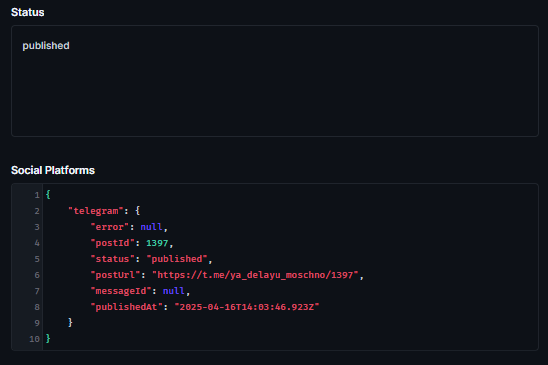 Status
published
Social Platforms
1 {
2 "telegram": {
3 "error": null,
4 "postId": 1397,
5 "status": "published",
6 "postUrl": "https://t.me/ya_delayu_moschno/1397",
7 "messageId": null,
8 "publishedAt": "2025-04-16T14:03:46.923Z"
9 }
10 }